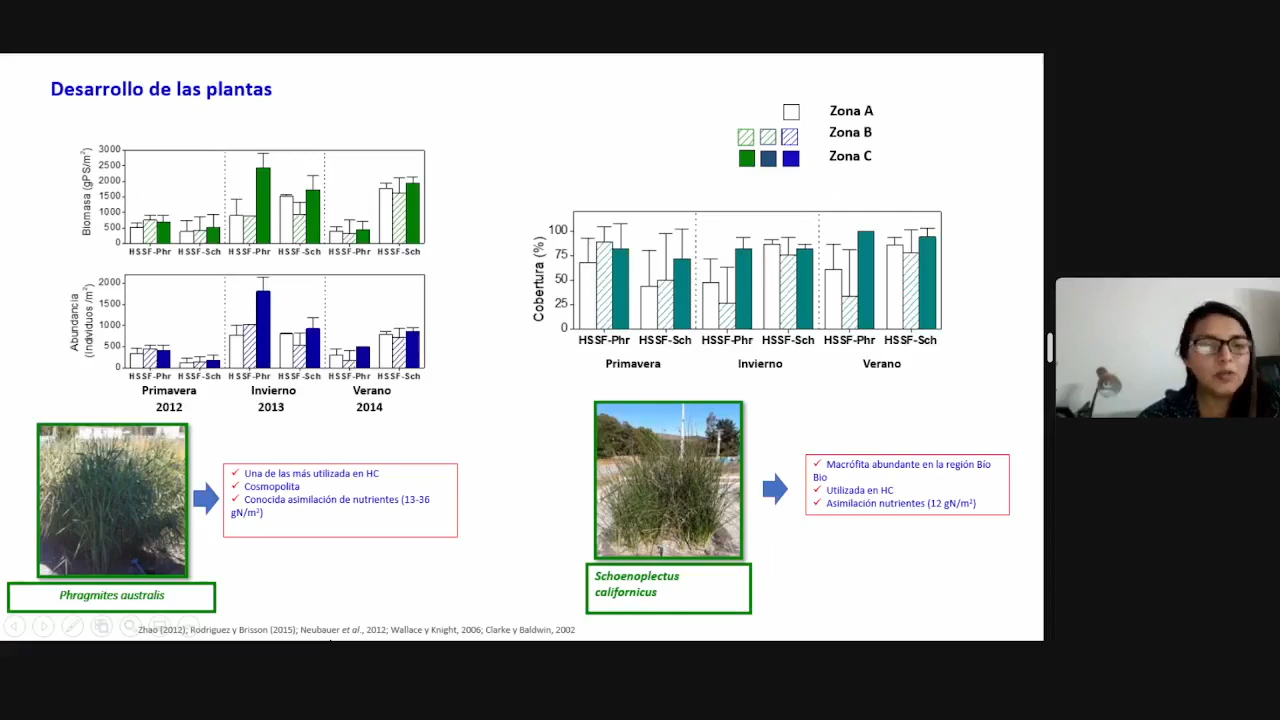 Desarrollo de las plantas
Zona A
Zona B
Zona C
Biomasa (gPS/m²)
3000
2500
2000
1500
1000
500
0
HSSF-Phr HSSF-Sch HSSF-Phr HSSF-Sch HSSF-Phr HSSF-Sch
Abundancia
(Individuos /m²)
2000
1500
1000
500
0
HSSF-Phr HSSF-Sch HSSF-Phr HSSF-Sch HSSF-Phr HSSF-Sch
Primavera Invierno Verano
2012 2013 2014
Cobertura (%)
100
75
50
25
0
HSSF-Phr HSSF-Sch HSSF-Phr HSSF-Sch HSSF-Phr HSSF-Sch
Primavera Invierno Verano
✓ Una de las más utilizada en HC
✓ Cosmopolita
✓ Conocida asimilación de nutrientes (13-36
gN/m²)
Phragmites australis
✓ Macrófita abundante en la región Bío
Bio
✓ Utilizada en HC
✓ Asimilación nutrientes (12 gN/m²)
Schoenoplectus
californicus
Zhao (2012); Rodriguez y Brisson (2015); Neubauer et al., 2012; Wallace y Knight, 2006; Clarke y Baldwin, 2002